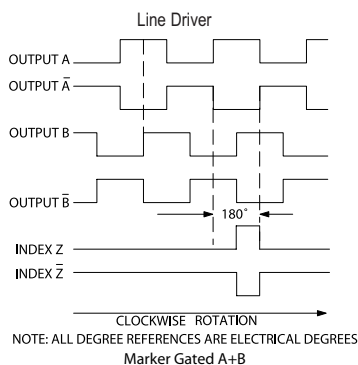 Line Driver
OUTPUT A
OUTPUT A̅
OUTPUT B
OUTPUT B̅
180°
INDEX Z
INDEX Z̅
CLOCKWISE ROTATION
NOTE: ALL DEGREE REFERENCES ARE ELECTRICAL DEGREES
Marker Gated A+B